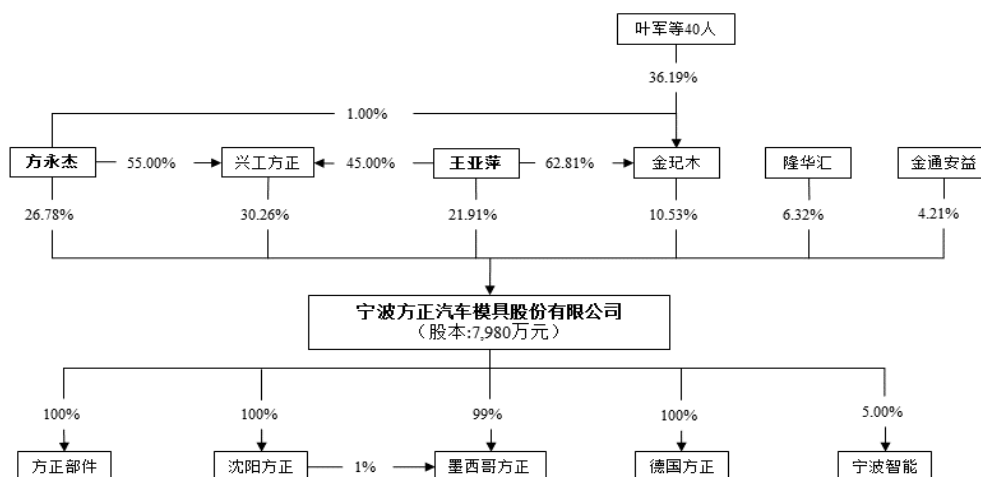 叶军等40人
36.19%
1.00%
方永杰
55.00%
兴工方正
45.00%
王亚萍
62.81%
金玘木
隆华汇
金通安益
26.78%
30.26%
21.91%
10.53%
6.32%
4.21%
宁波方正汽车模具股份有限公司
（股本:7,980万元）
100%
100%
99%
100%
5.00%
方正部件
沈阳方正
1%
墨西哥方正
德国方正
宁波智能